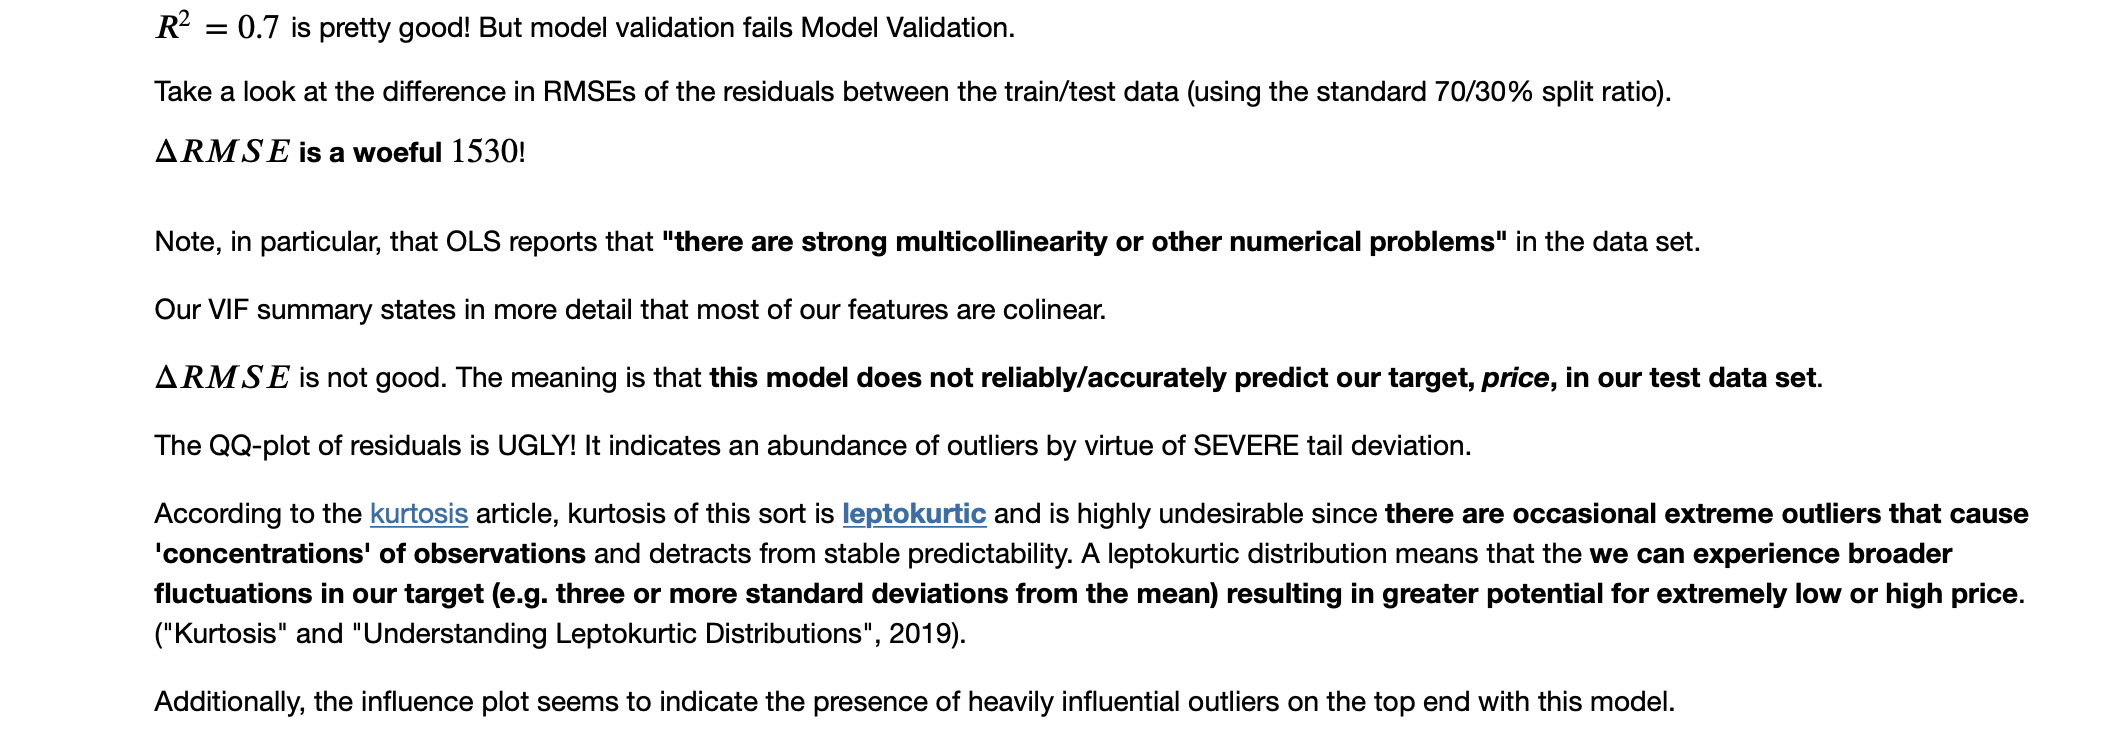 R² = 0.7 is pretty good! But model validation fails Model Validation.
Take a look at the difference in RMSEs of the residuals between the train/test data (using the standard 70/30% split ratio).
ΔRMSE is a woeful 1530!
Note, in particular, that OLS reports that "there are strong multicollinearity or other numerical problems" in the data set.
Our VIF summary states in more detail that most of our features are colinear.
ΔRMSE is not good. The meaning is that this model does not reliably/accurately predict our target, price, in our test data set.
The QQ-plot of residuals is UGLY! It indicates an abundance of outliers by virtue of SEVERE tail deviation.
According to the kurtosis article, kurtosis of this sort is leptokurtic and is highly undesirable since there are occasional extreme outliers that cause
'concentrations' of observations and detracts from stable predictability. A leptokurtic distribution means that the we can experience broader
fluctuations in our target (e.g. three or more standard deviations from the mean) resulting in greater potential for extremely low or high price.
("Kurtosis" and "Understanding Leptokurtic Distributions", 2019).
Additionally, the influence plot seems to indicate the presence of heavily influential outliers on the top end with this model.